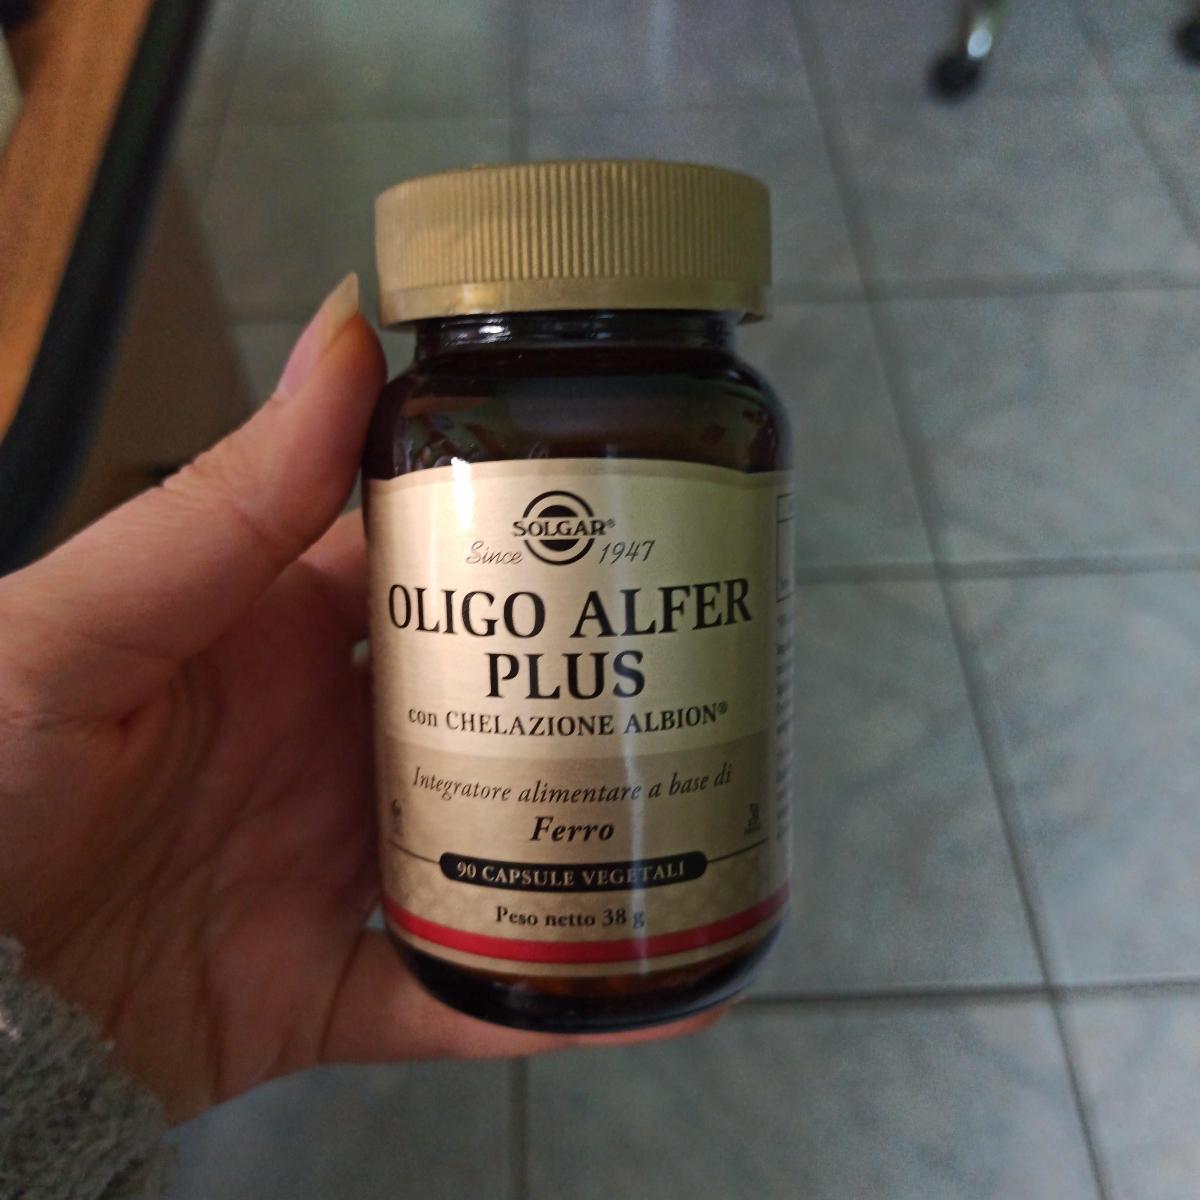 SOLGAR®
Since 1947
OLIGO ALFER
PLUS
con CHELAZIONE ALBION®
Integratore alimentare a base di
Ferro
90 CAPSULE VEGETALI
Peso netto 38 g